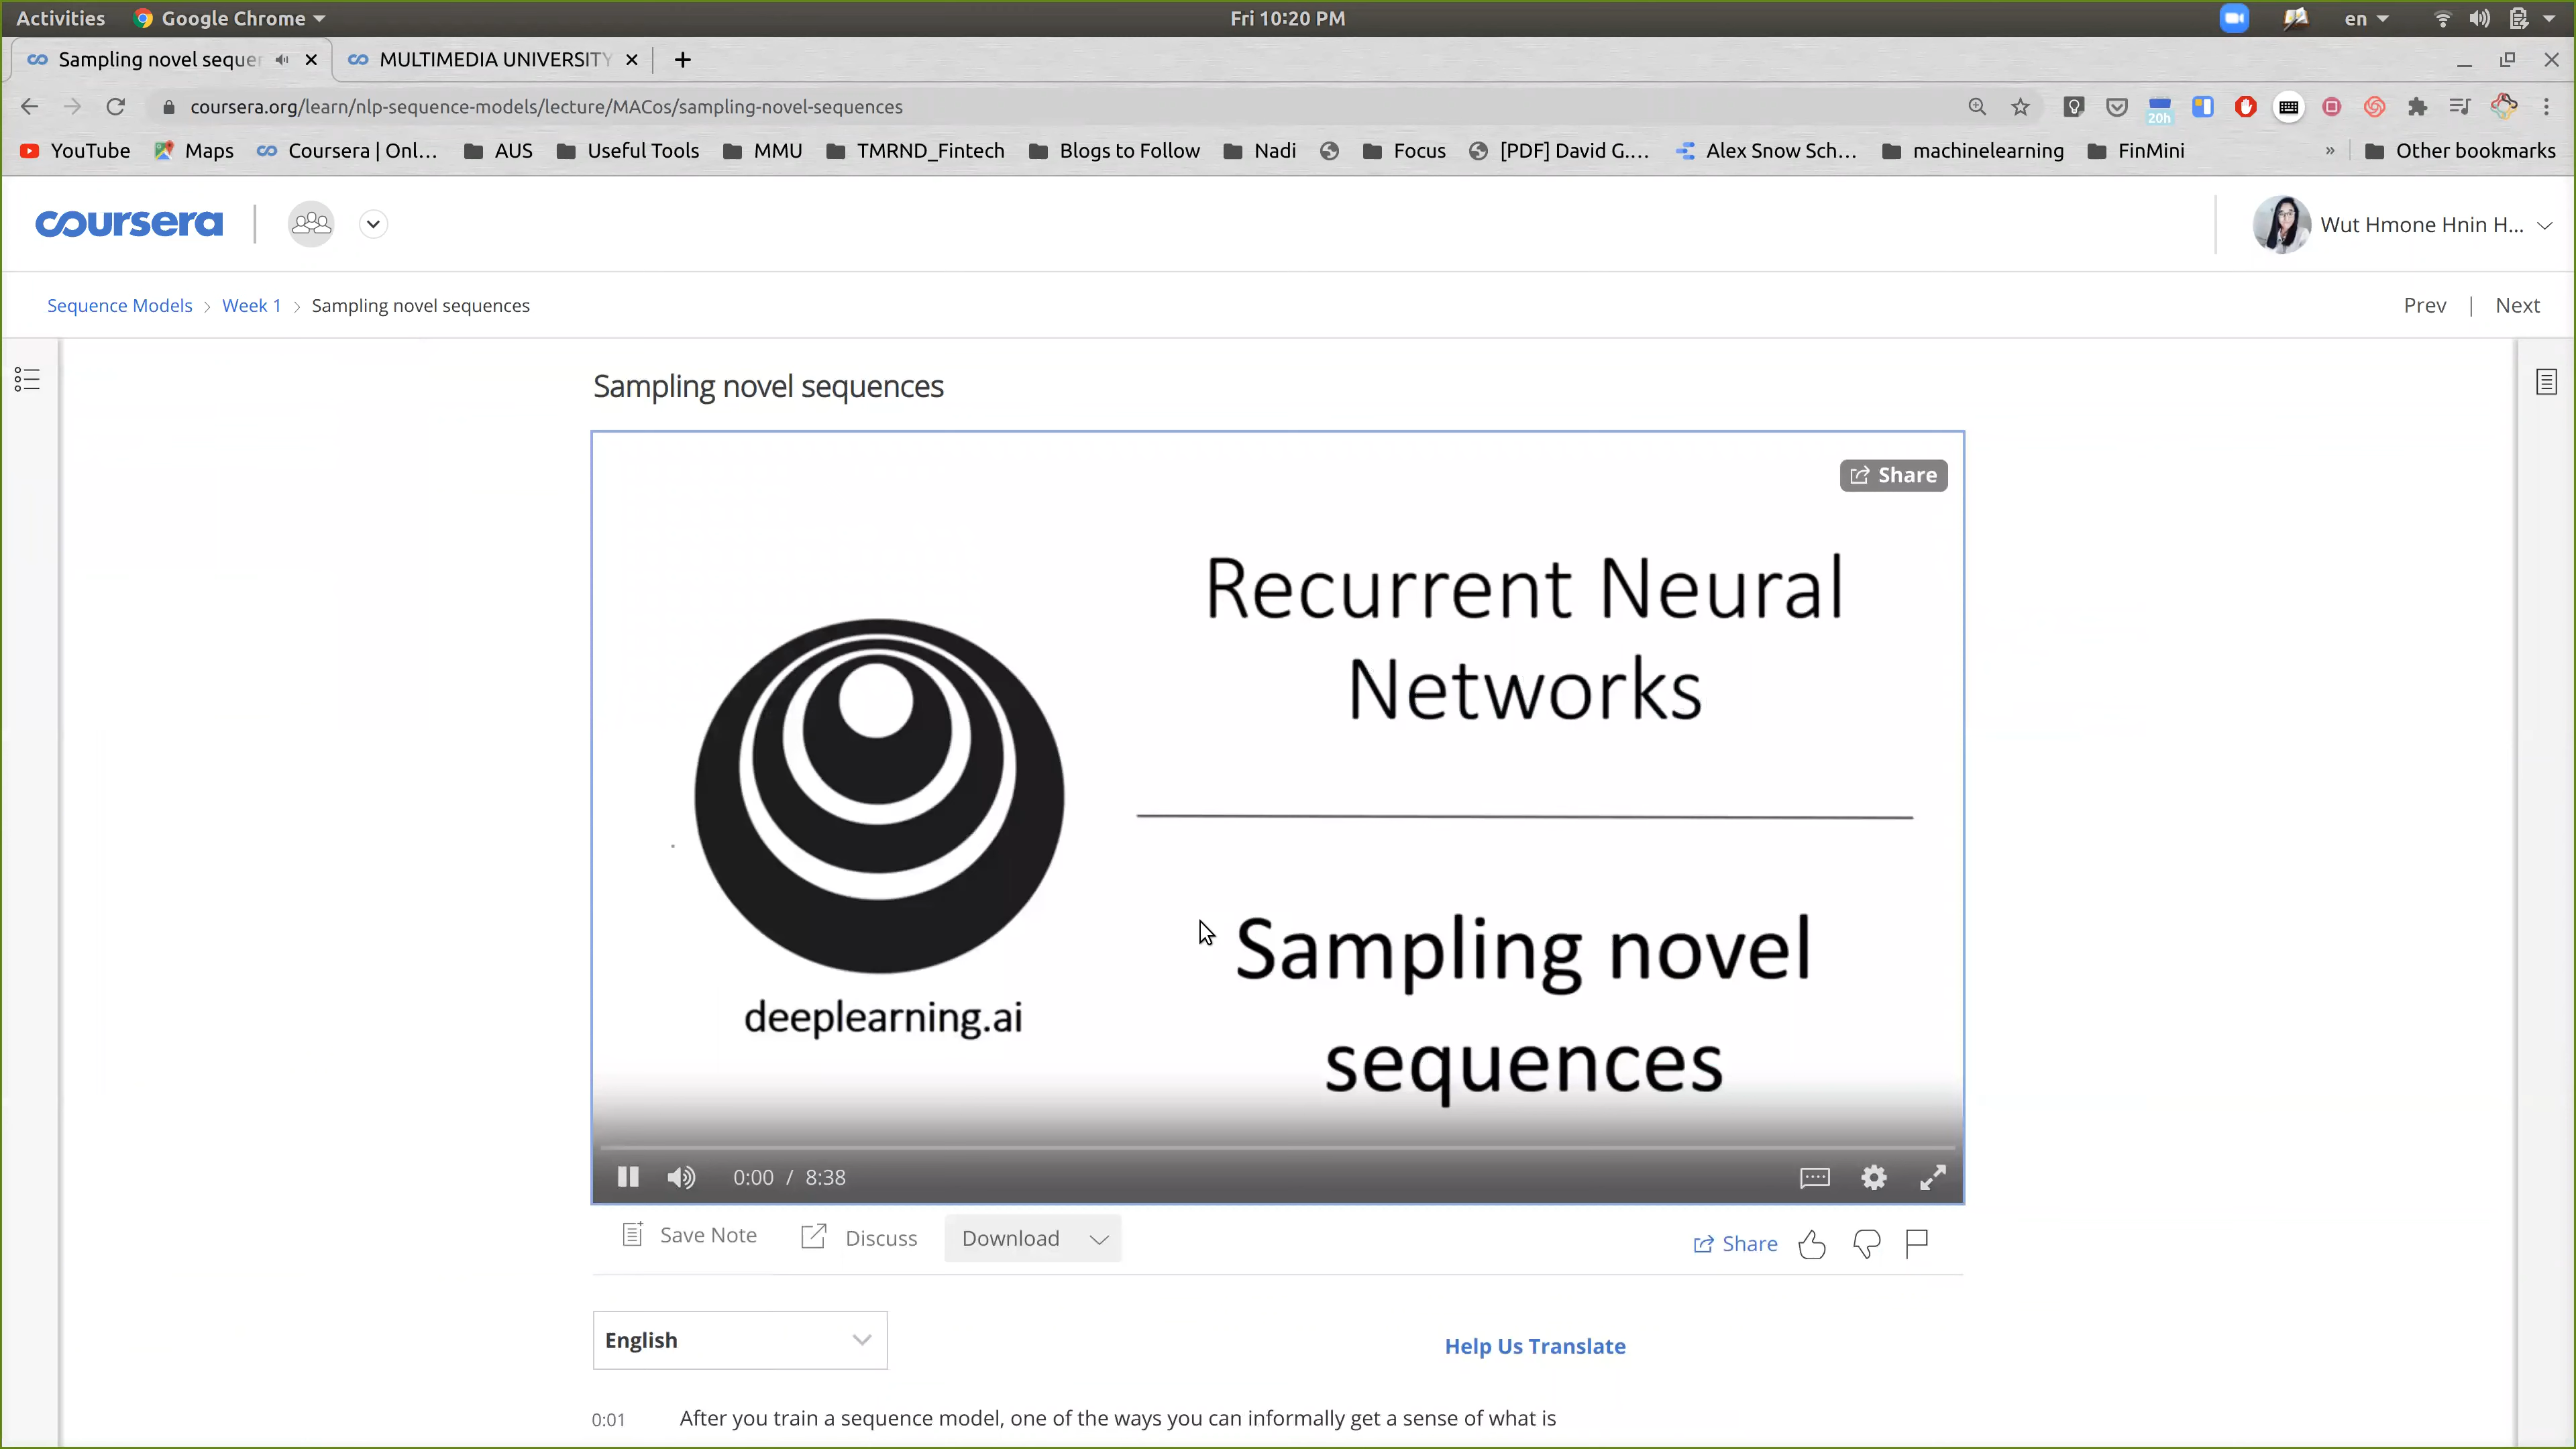 Activities Google Chrome Fri 10:20 PM en
Sampling novel sequer MULTIMEDIA UNIVERSITY
coursera.org/learn/nlp-sequence-models/lecture/MACos/sampling-novel-sequences 20h
YouTube Maps Coursera | Onl... AUS Useful Tools MMU TMRND_Fintech Blogs to Follow Nadi Focus [PDF] David G.... Alex Snow Sch... machinelearning FinMini » Other bookmarks
coursera Wut Hmone Hnin H...
Sequence Models > Week 1 > Sampling novel sequences Prev | Next
Sampling novel sequences
Share
Recurrent Neural
Networks
Sampling novel
sequences
deeplearning.ai
0:00 / 8:38
Save Note Discuss Download Share
English Help Us Translate
0:01 After you train a sequence model, one of the ways you can informally get a sense of what is